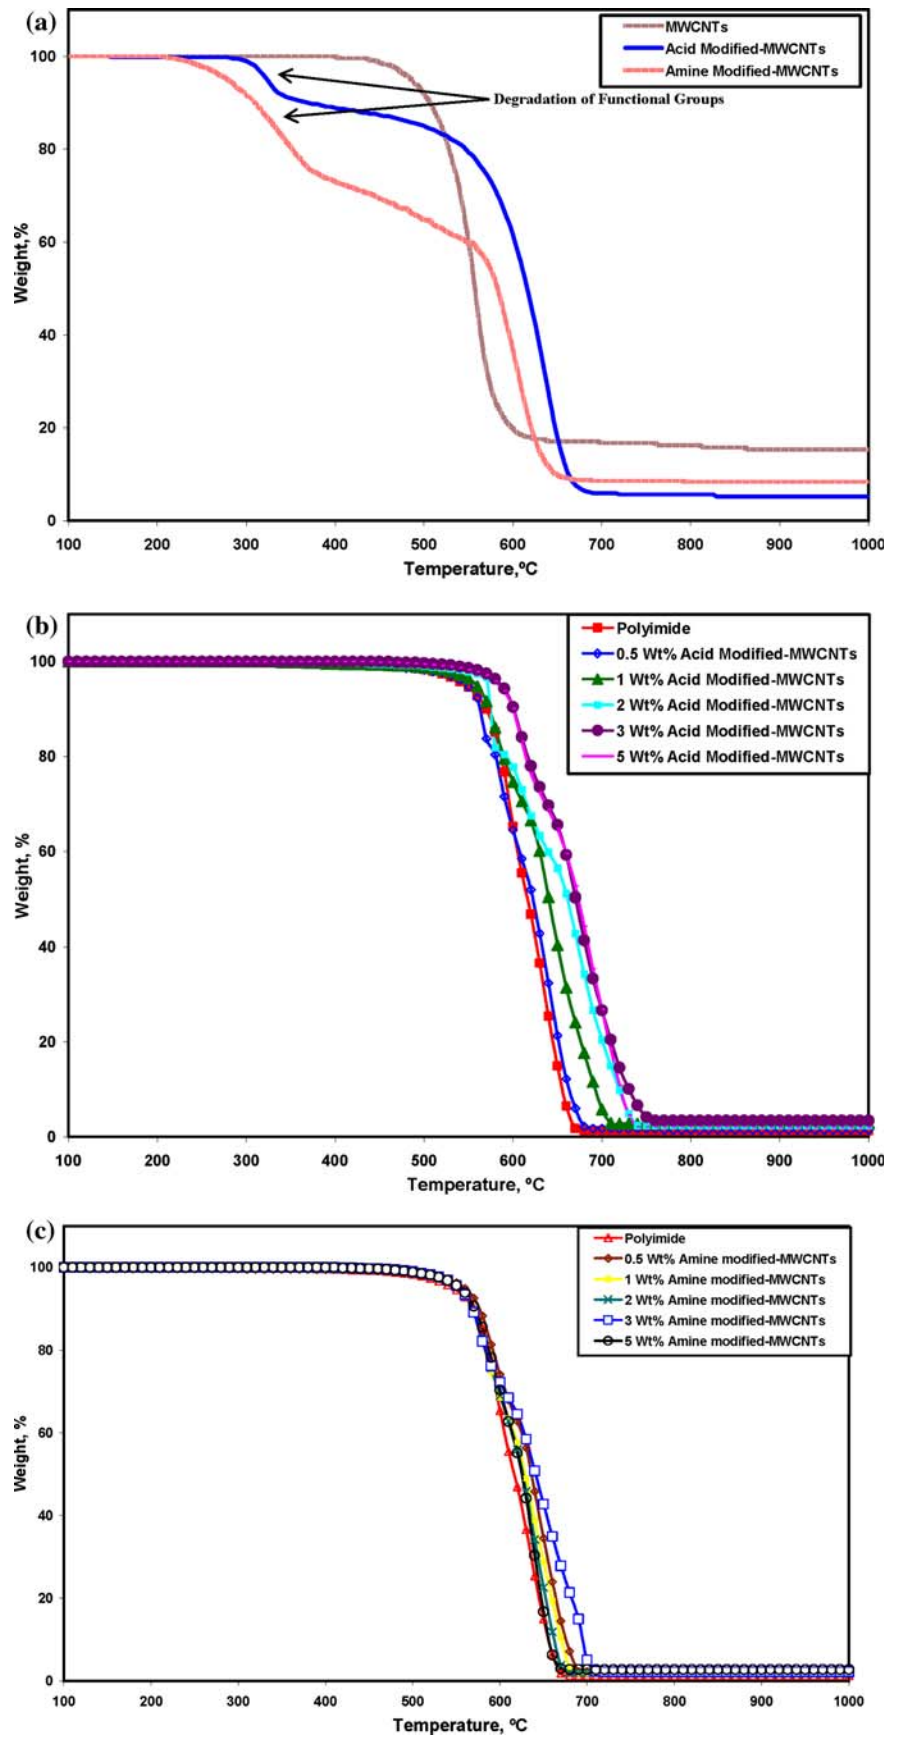 (a)
MWCNTs
Acid Modified-MWCNTs
Amine Modified-MWCNTs
Degradation of Functional Groups
100
80
60
40
20
0
Weight,%
100 200 300 400 500 600 700 800 900 1000
Temperature,ºC
(b)
Polyimide
0.5 Wt% Acid Modified-MWCNTs
1 Wt% Acid Modified-MWCNTs
2 Wt% Acid Modified-MWCNTs
3 Wt% Acid Modified-MWCNTs
5 Wt% Acid Modified-MWCNTs
100
80
60
40
20
0
Weight, %
100 200 300 400 500 600 700 800 900 1000
Temperature, ºC
(c)
Polyimide
0.5 Wt% Amine modified-MWCNTs
1 Wt% Amine modified-MWCNTs
2 Wt% Amine modified-MWCNTs
3 Wt% Amine modified-MWCNTs
5 Wt% Amine modified-MWCNTs
100
80
60
40
20
0
Weight, %
100 200 300 400 500 600 700 800 900 1000
Temperature, ºC